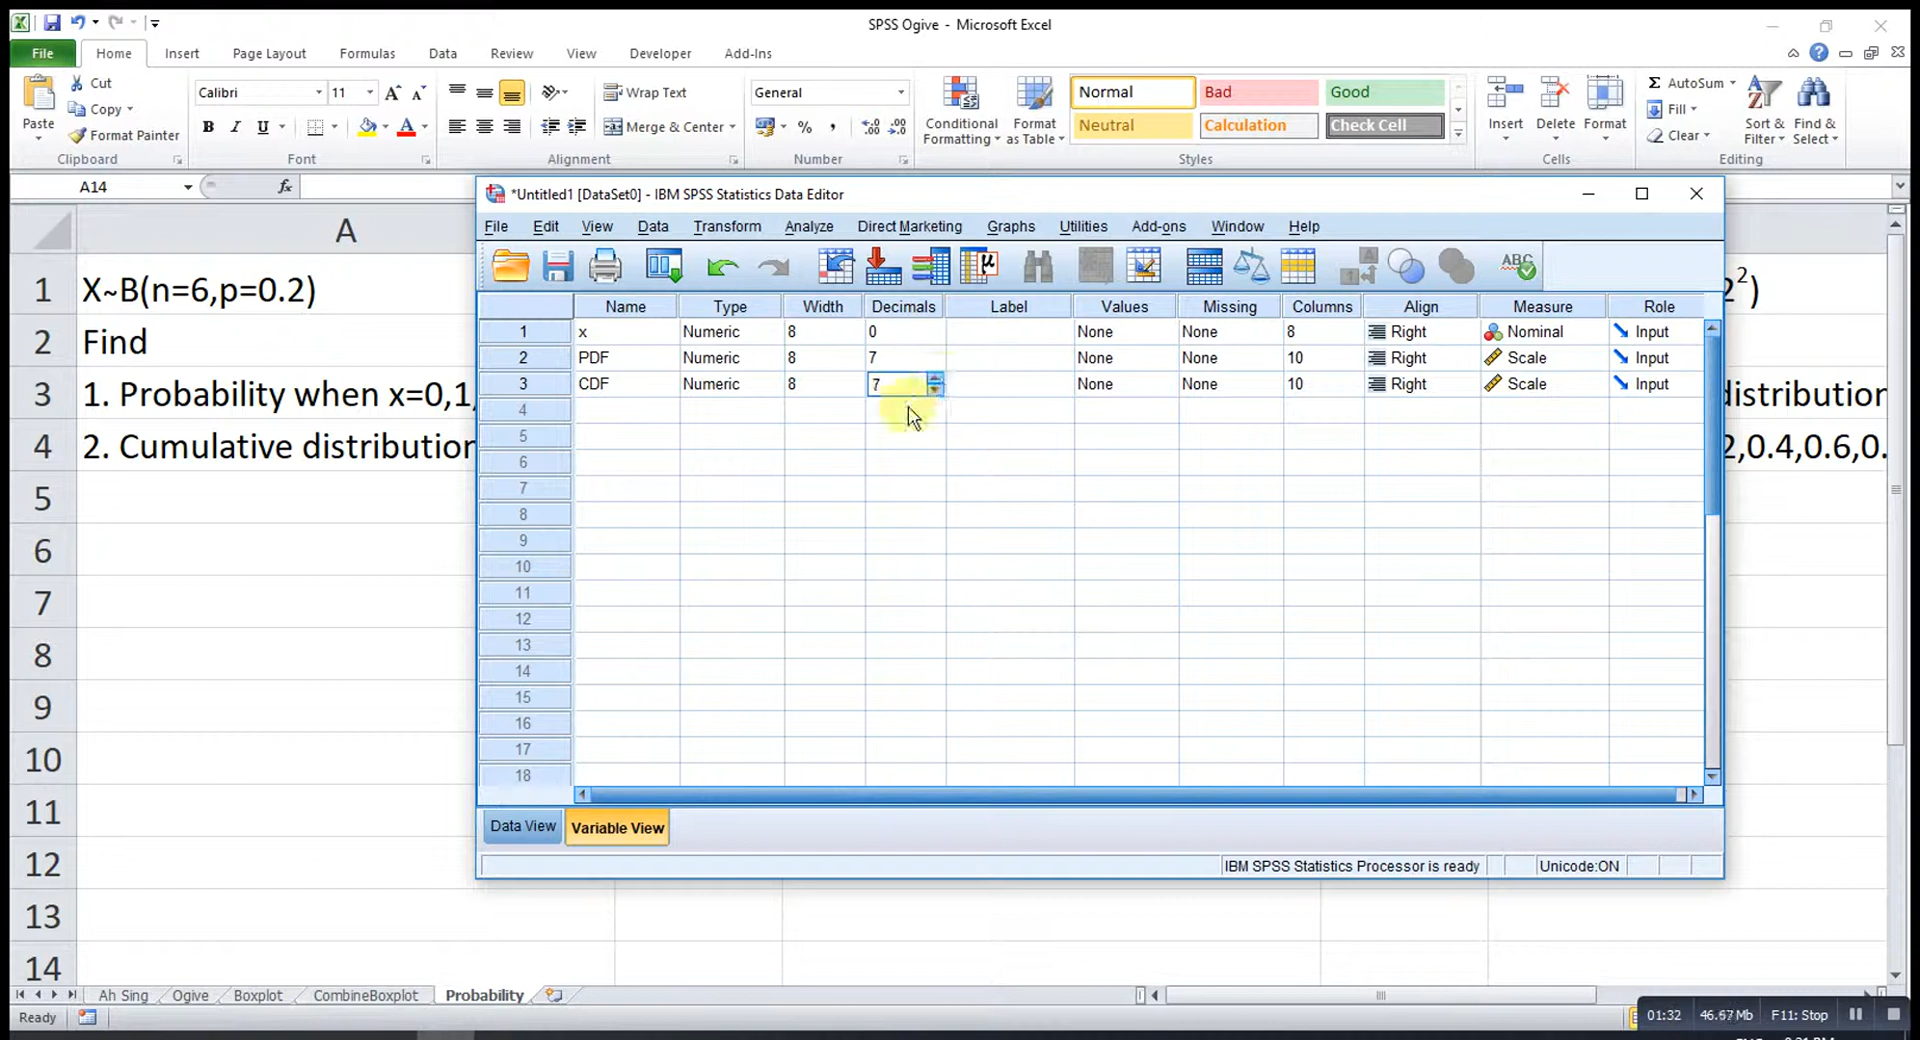 SPSS Ogive - Microsoft Excel
File Home Insert Page Layout Formulas Data Review View Developer Add-Ins
Paste Cut Copy Format Painter
Calibri 11
B I U
Wrap Text
Merge & Center
General
Conditional Formatting
Format as Table
Normal Bad Good
Neutral Calculation Check Cell
Insert Delete Format
AutoSum
Fill
Clear
Sort & Filter
Find & Select
Clipboard Font Alignment Number Styles Cells Editing
A14 fx
A
1 X~B(n=6,p=0.2)
2²)
2 Find
3 1. Probability when x=0,1,
distribution
4 2. Cumulative distribution
2,0.4,0.6,0.
5
6
7
8
9
10
11
12
13
14
*Untitled1 [DataSet0] - IBM SPSS Statistics Data Editor
File Edit View Data Transform Analyze Direct Marketing Graphs Utilities Add-ons Window Help
ABC
Name Type Width Decimals Label Values Missing Columns Align Measure Role
1 x Numeric 8 0 None None 8 Right Nominal Input
2 PDF Numeric 8 7 None None 10 Right Scale Input
3 CDF Numeric 8 7 None None 10 Right Scale Input
4
5
6
7
8
9
10
11
12
13
14
15
16
17
18
Data View Variable View
IBM SPSS Statistics Processor is ready Unicode:ON
Ah Sing Ogive Boxplot CombineBoxplot Probability
Ready
01:32 46.67Mb F11: Stop